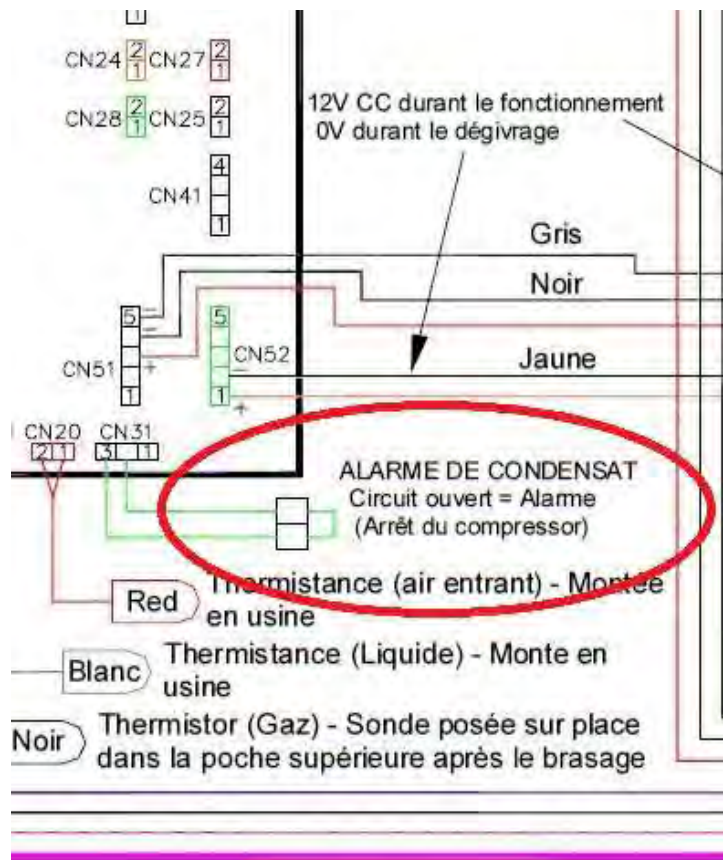 1
CN24 2 1 CN27 2 1
CN28 2 1 CN25 2 1
CN41 4 1
12V CC durant le fonctionnement
0V durant le dégivrage
Gris
Noir
CN51 5 1 - - +
CN52 5 1 - +
Jaune
CN20 2 1
CN31 3 1
ALARME DE CONDENSAT
Circuit ouvert = Alarme
(Arrêt du compressor)
Red
Thermistance (air entrant) - Montée
en usine
Blanc
Thermistance (Liquide) - Monte en
usine
Noir
Thermistor (Gaz) - Sonde posée sur place
dans la poche supérieure après le brasage